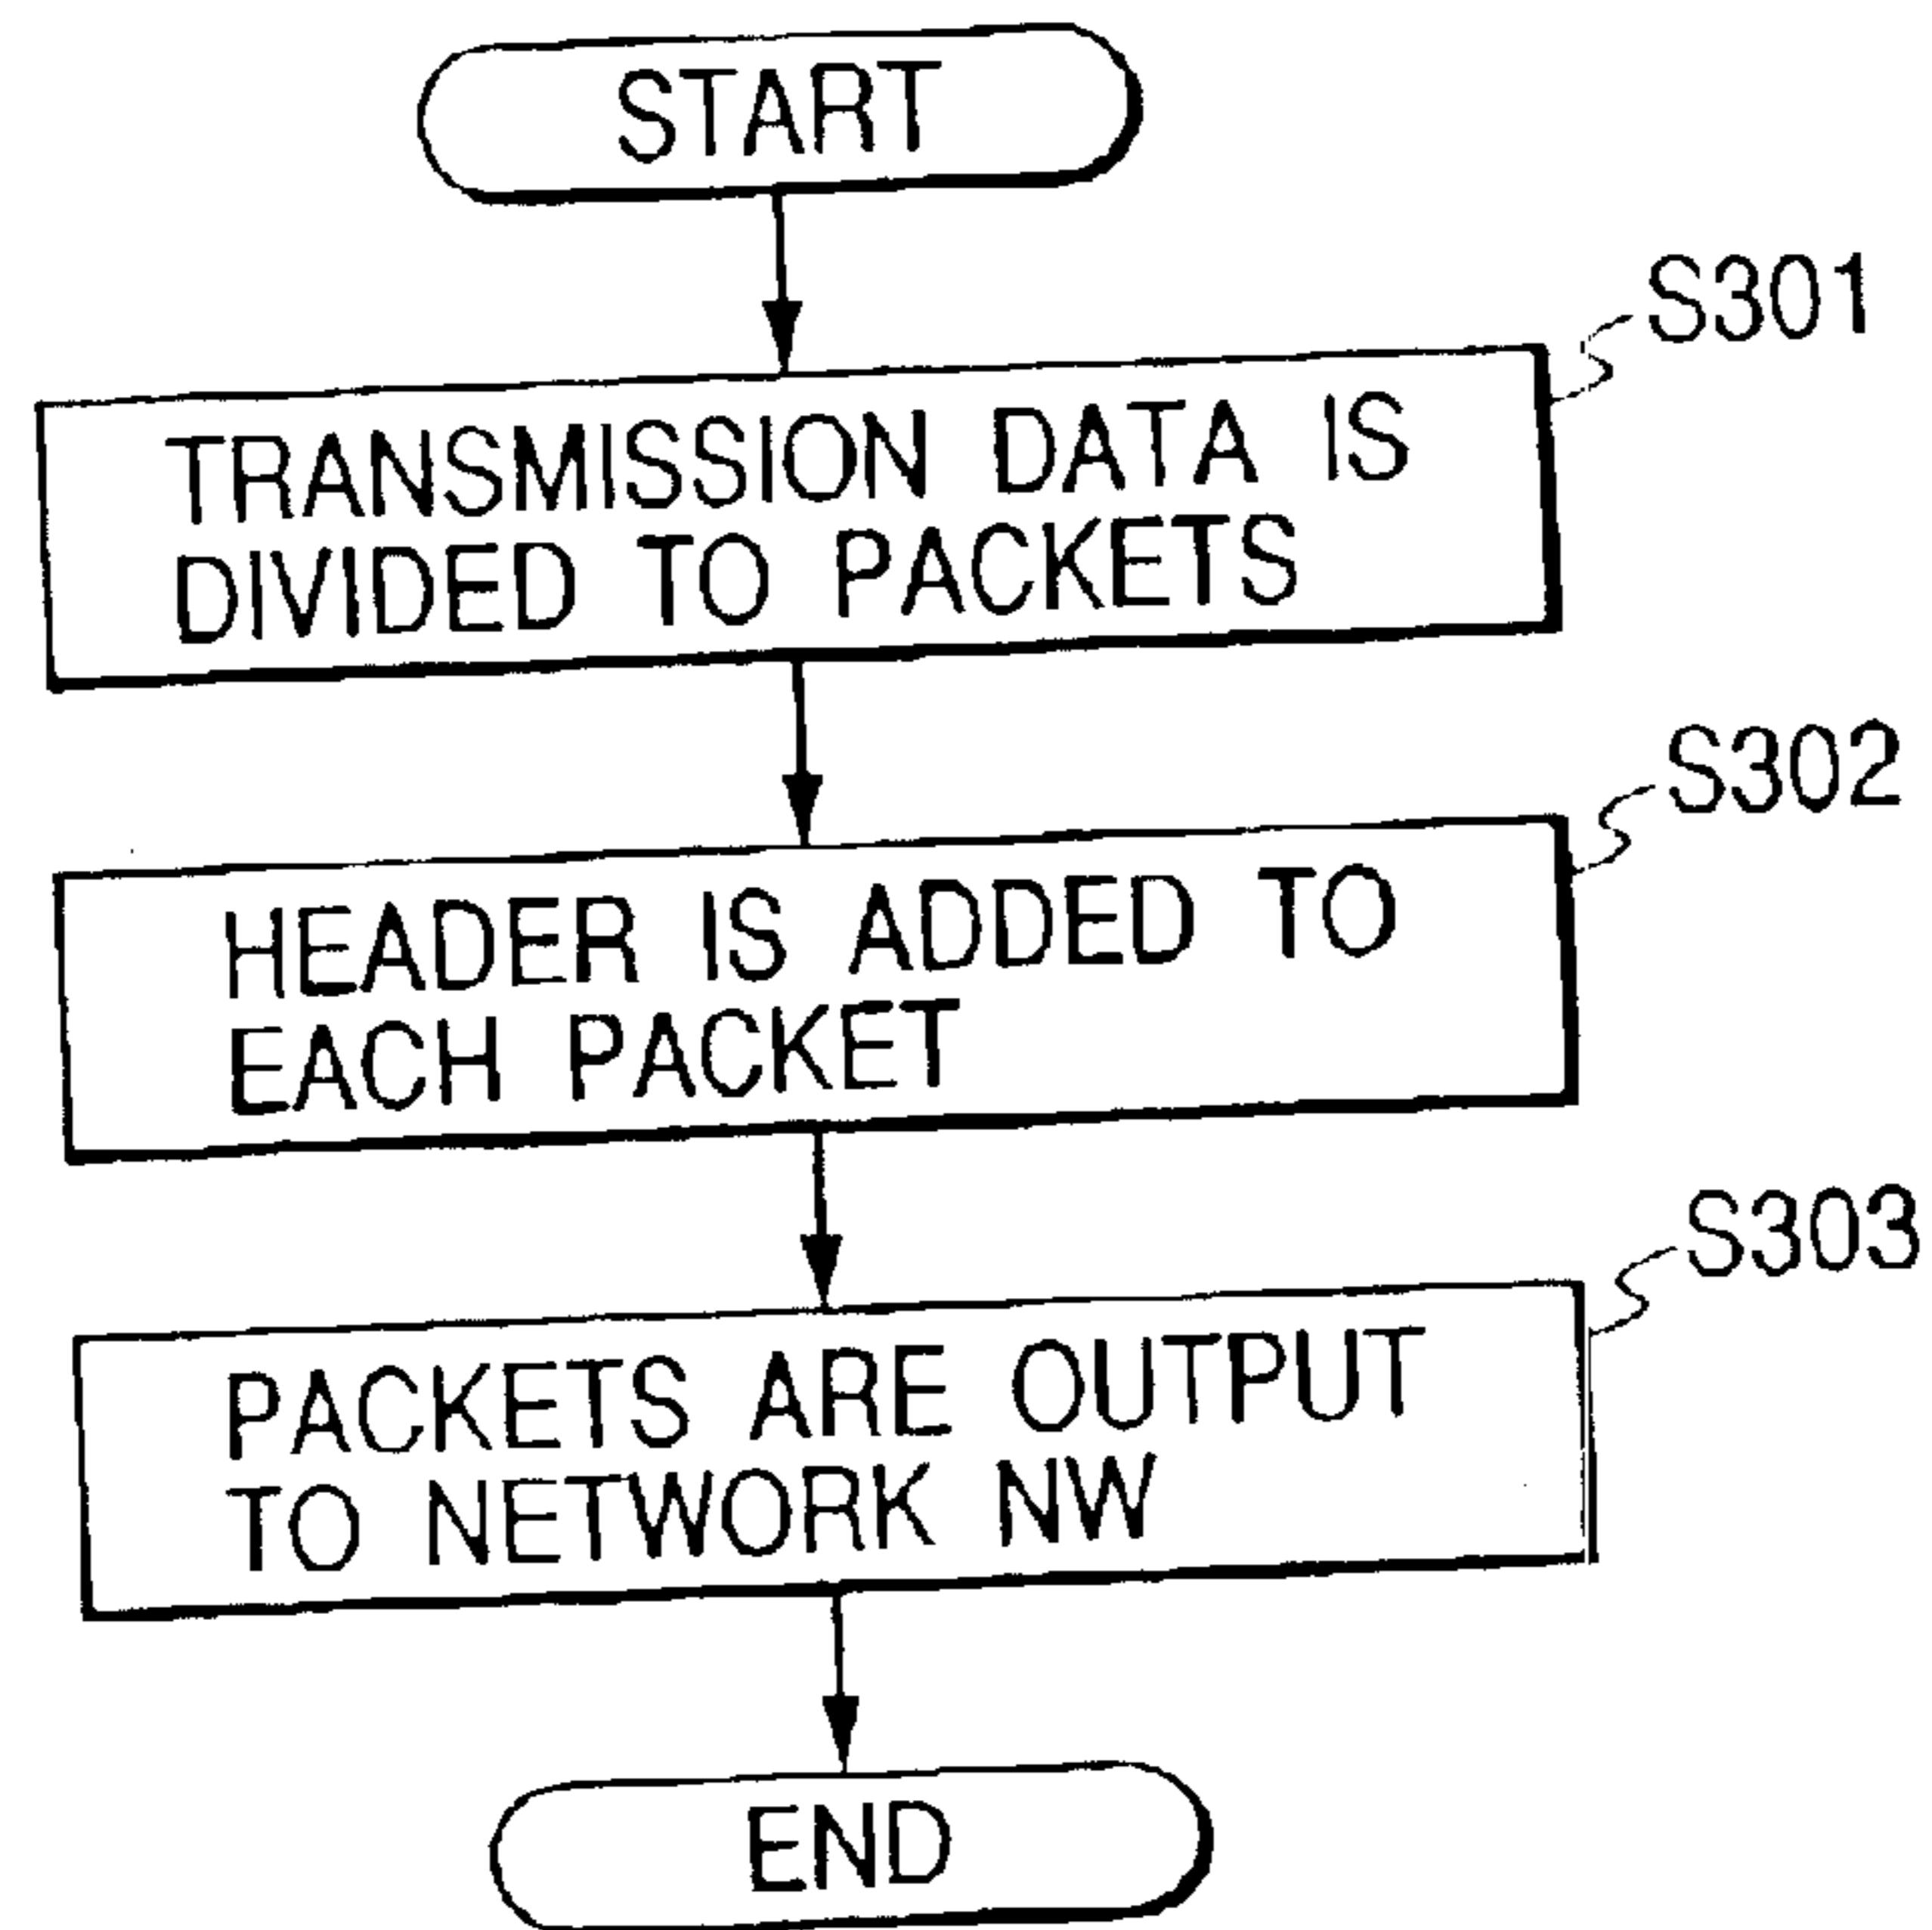 START
S301
TRANSMISSION DATA IS
DIVIDED TO PACKETS
S302
HEADER IS ADDED TO
EACH PACKET
S303
PACKETS ARE OUTPUT
TO NETWORK NW
END